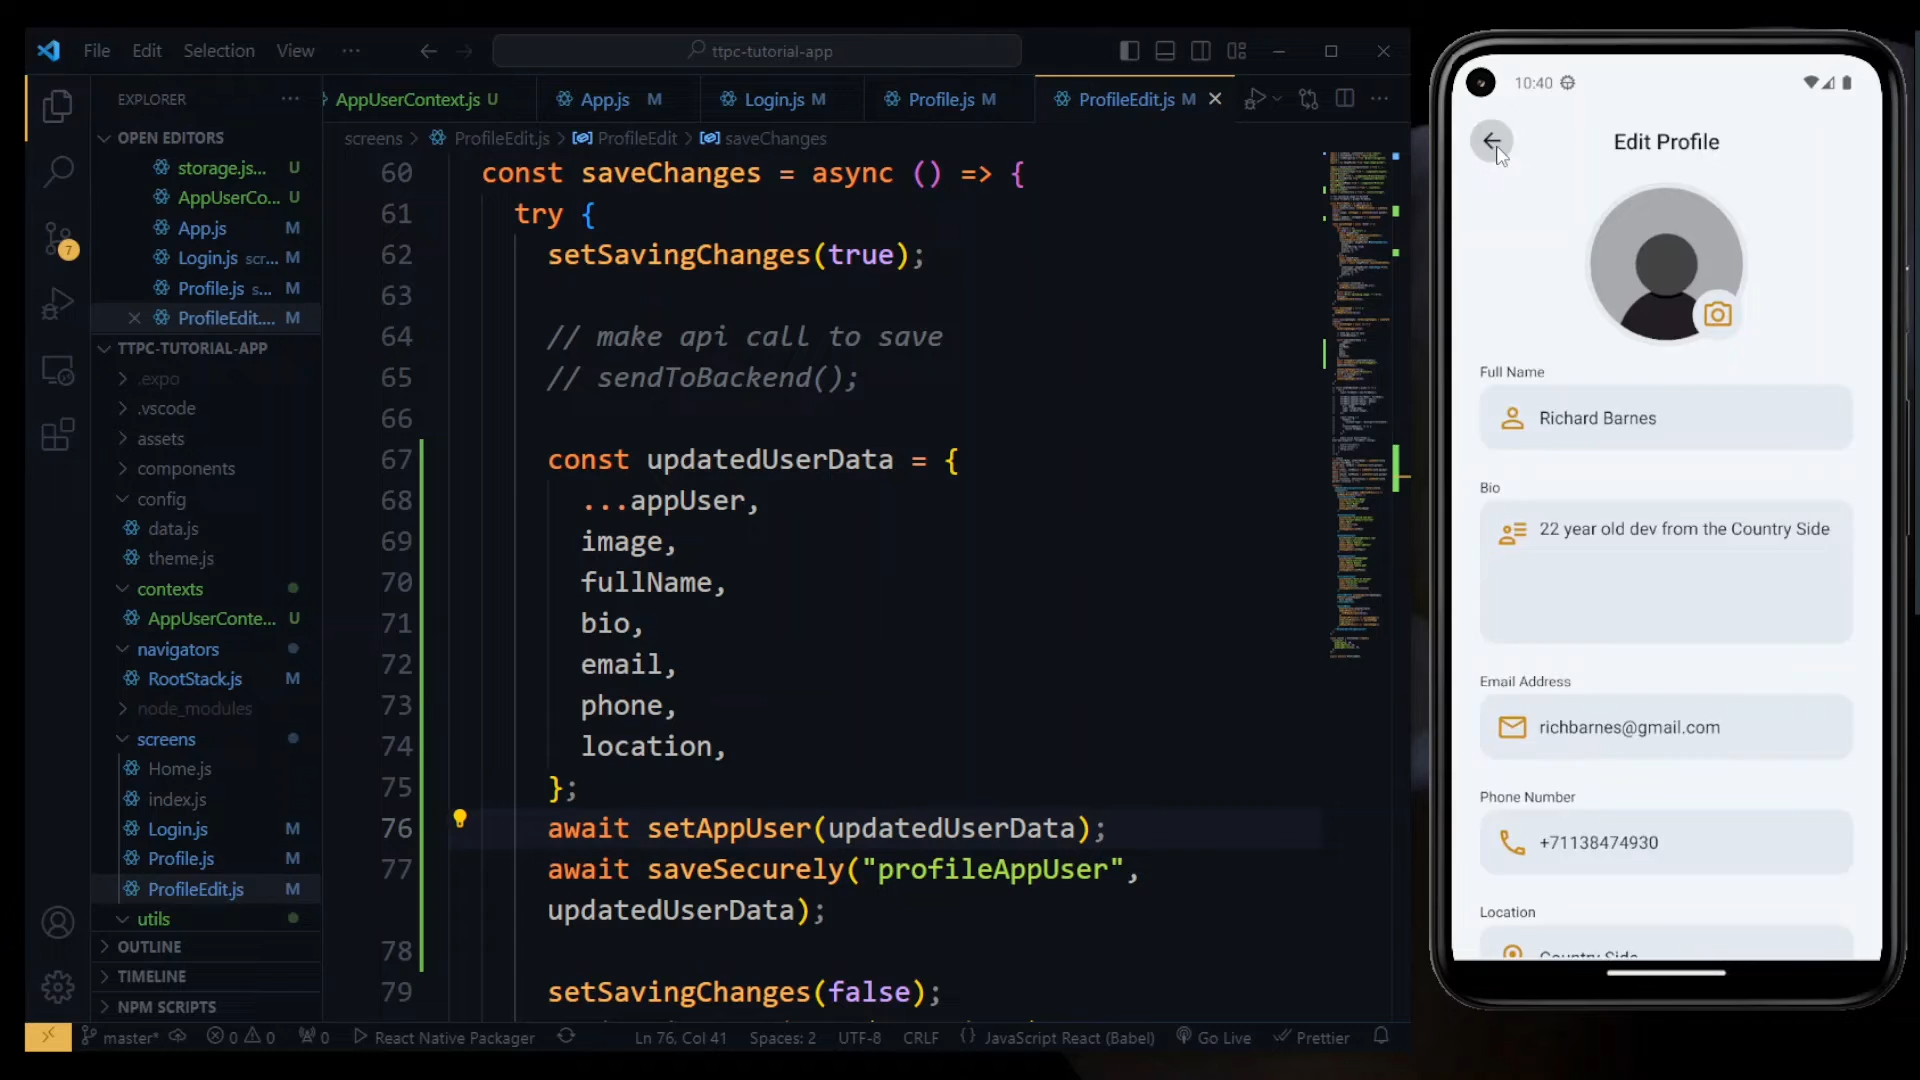 File Edit Selection View ···
ttpc-tutorial-app
EXPLORER ···
AppUserContext.js U
App.js M
Login.js M
Profile.js M
ProfileEdit.js M
OPEN EDITORS
storage.js... U
AppUserCo... U
App.js M
Login.js scr... M
Profile.js s... M
ProfileEdit.... M
TTPC-TUTORIAL-APP
.expo
.vscode
assets
components
config
data.js
theme.js
contexts
AppUserConte... U
navigators
RootStack.js M
node_modules
screens
Home.js
index.js
Login.js M
Profile.js M
ProfileEdit.js M
utils
OUTLINE
TIMELINE
NPM SCRIPTS
7
screens > ProfileEdit.js > ProfileEdit > saveChanges
60 const saveChanges = async () => {
61 try {
62 setSavingChanges(true);
63
64 // make api call to save
65 // sendToBackend();
66
67 const updatedUserData = {
68 ...appUser,
69 image,
70 fullName,
71 bio,
72 email,
73 phone,
74 location,
75 };
76 await setAppUser(updatedUserData);
77 await saveSecurely("profileAppUser",
updatedUserData);
78
79 setSavingChanges(false);
master* 0 0 0 React Native Packager Ln 76, Col 41 Spaces: 2 UTF-8 CRLF {} JavaScript React (Babel) Go Live Prettier
10:40
Edit Profile
Full Name
Richard Barnes
Bio
22 year old dev from the Country Side
Email Address
richbarnes@gmail.com
Phone Number
+71138474930
Location
Country Side